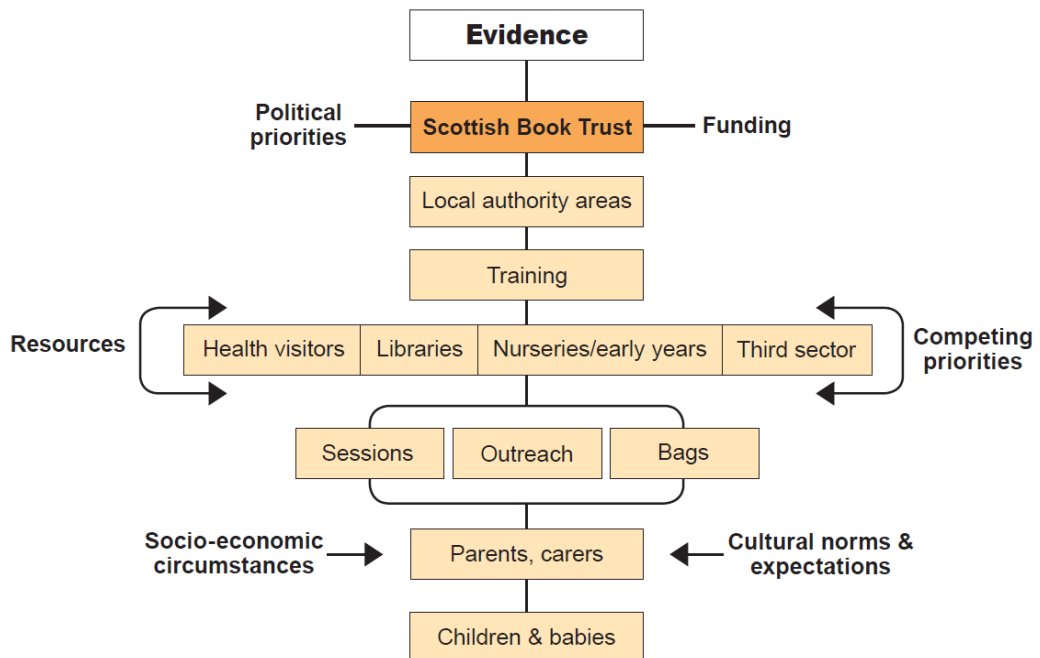 Evidence
Political
priorities
Scottish Book Trust
Funding
Local authority areas
Training
Resources
Health visitors
Libraries
Nurseries/early years
Third sector
Competing
priorities
Sessions
Outreach
Bags
Socio-economic
circumstances
Parents, carers
Cultural norms &
expectations
Children & babies